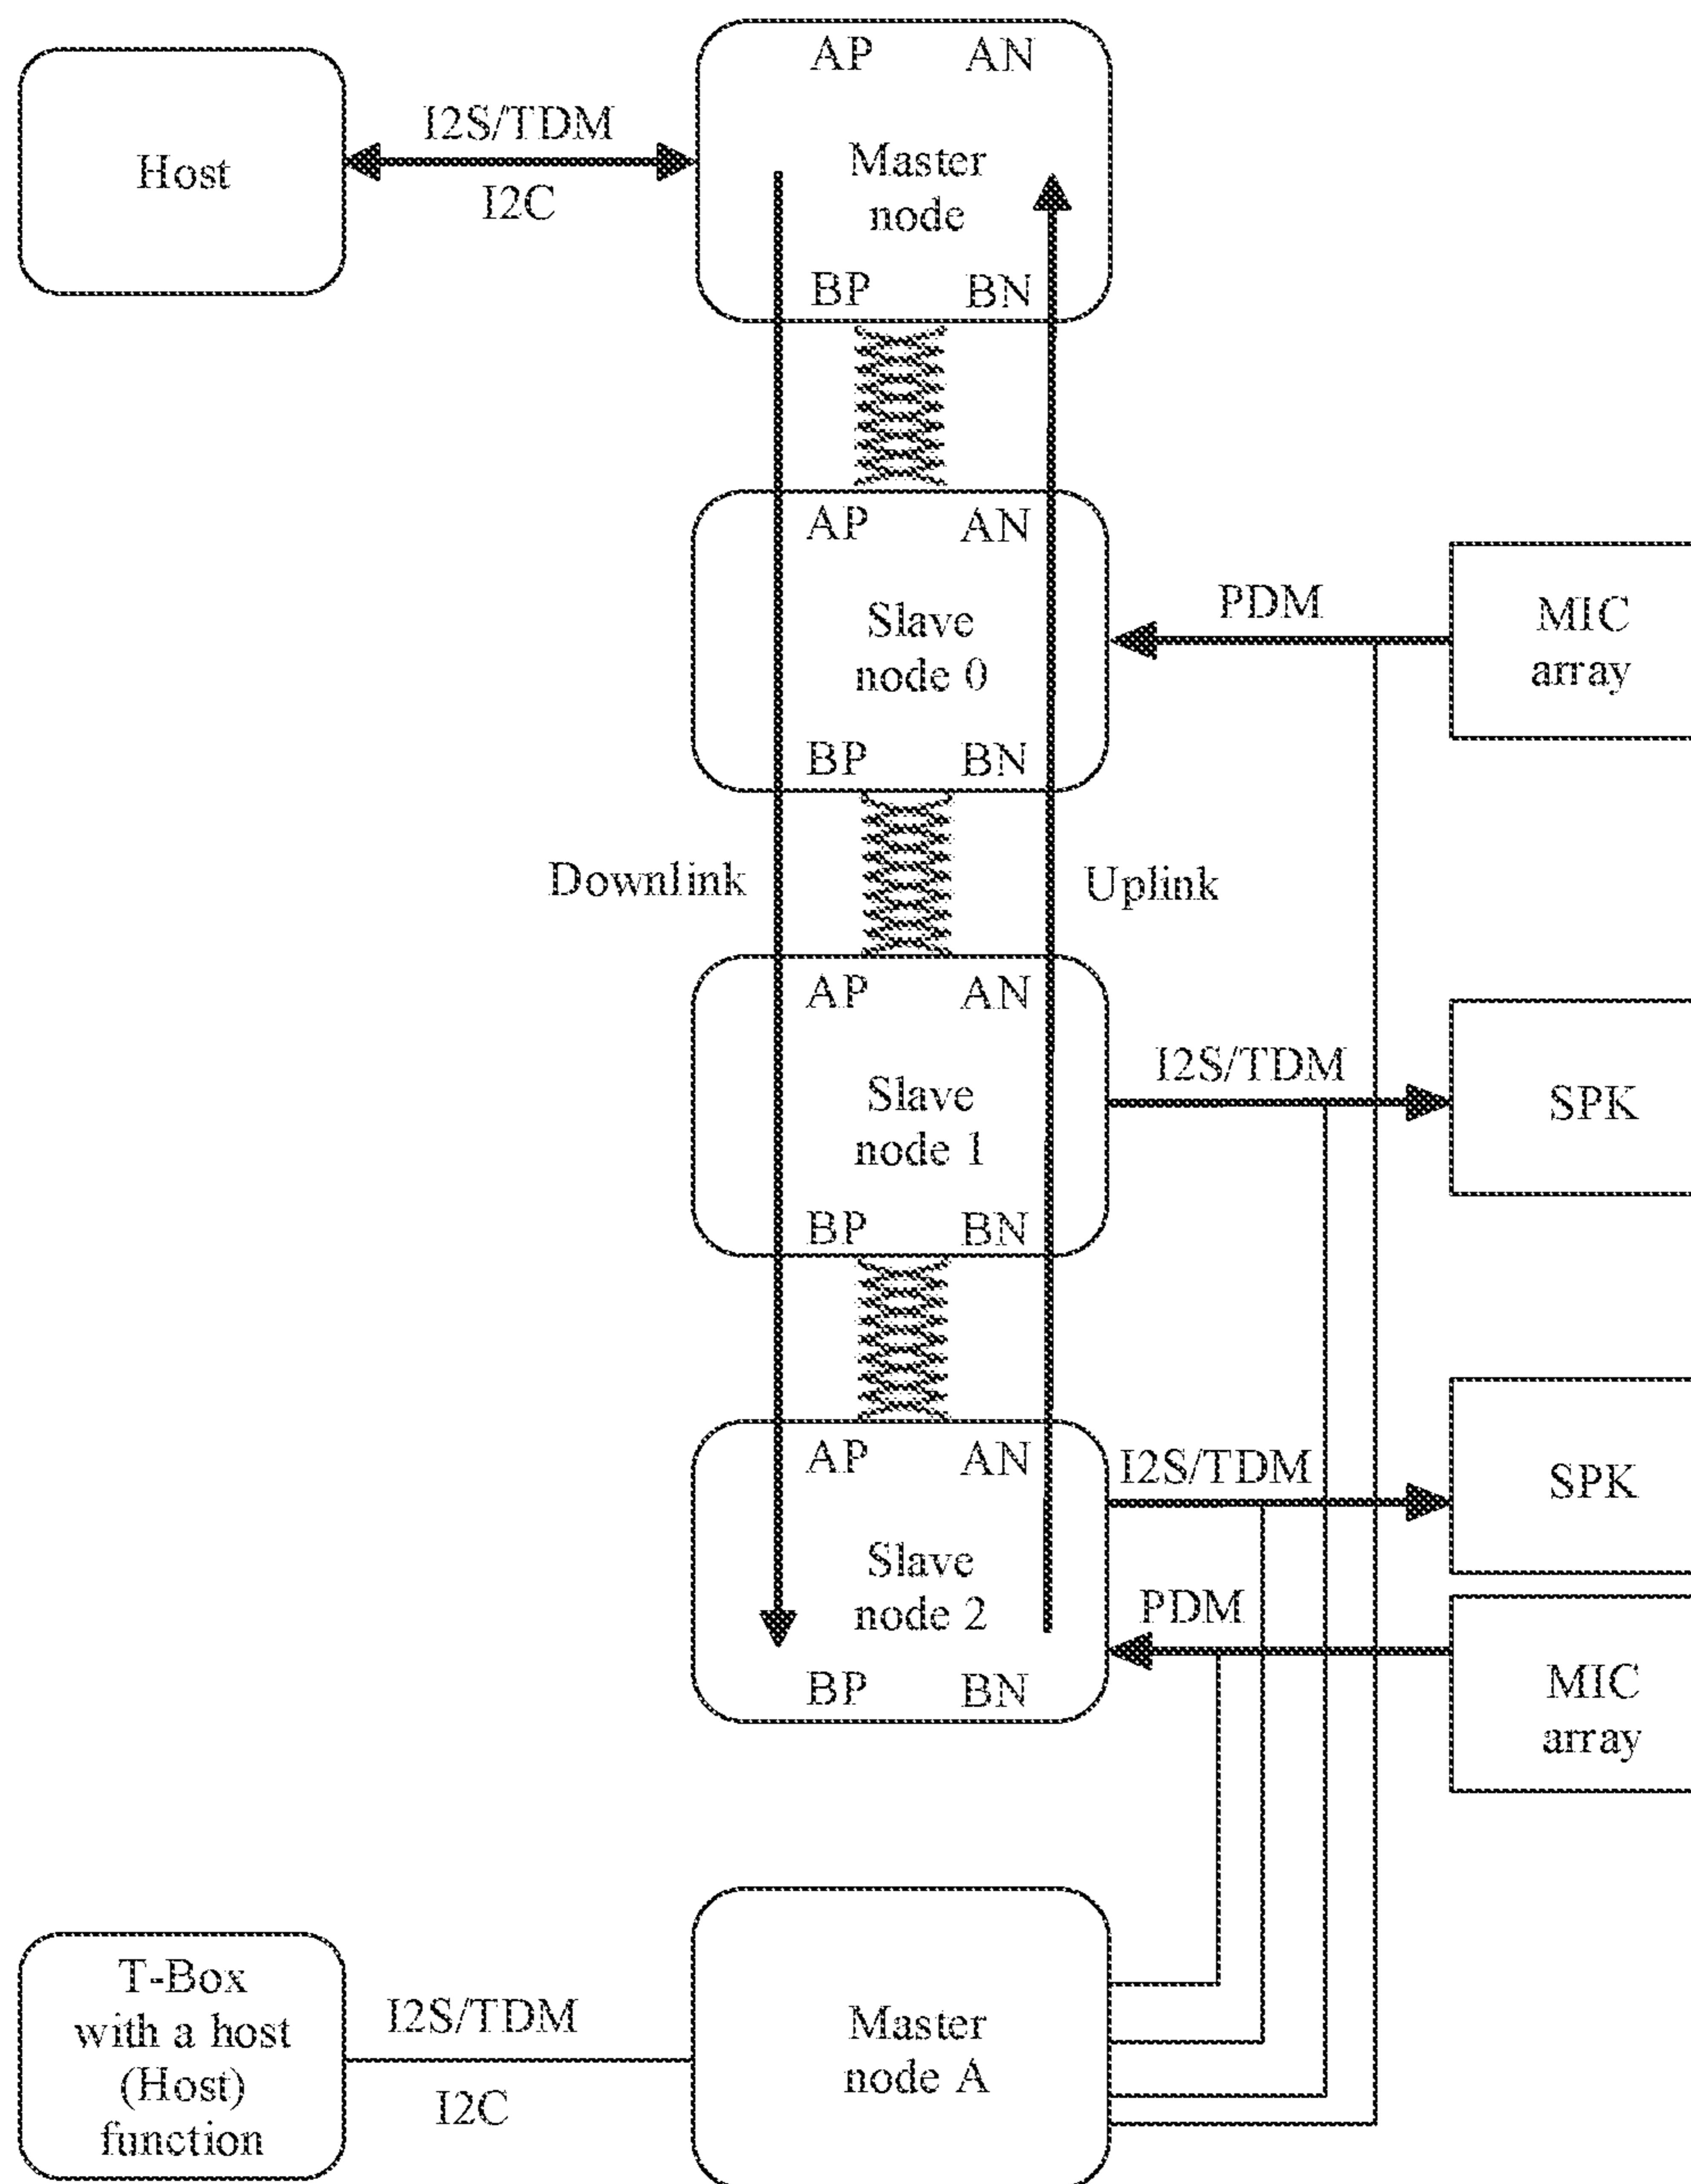 AP AN
I2S/TDM
Host
Master
node
I2C
BP BN
AP AN
PDM
MIC
array
Slave
node 0
BP BN
Downlink
Uplink
AP AN
I2S/TDM
SPK
Slave
node 1
BP BN
AP AN
I2S/TDM
SPK
Slave
node 2
PDM
BP BN
MIC
array
T-Box
with a host
(Host)
function
I2S/TDM
I2C
Master
node A